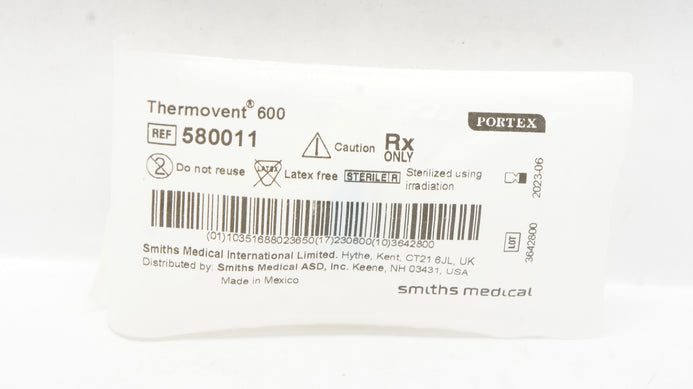 Thermovent® 600
PORTEX
REF 580011
Caution
Rx
ONLY
2 Do not reuse
LATEX Latex free
STERILE R Sterilized using
irradiation
2023-06
LOT 3642800
(01)10351688023650(17)230600(10)3642800
Smiths Medical International Limited. Hythe, Kent, CT21 6JL, UK
Distributed by: Smiths Medical ASD, Inc. Keene, NH 03431, USA
Made in Mexico
smiths medical